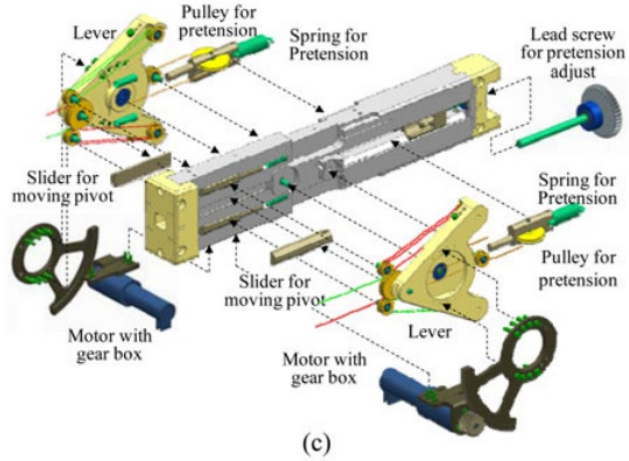 Lever
Pulley for
pretension
Spring for
Pretension
Lead screw
for pretension
adjust
Slider for
moving pivot
Spring for
Pretension
Slider for
moving pivot
Pulley for
pretension
Motor with
gear box
Lever
Motor with
gear box
(c)